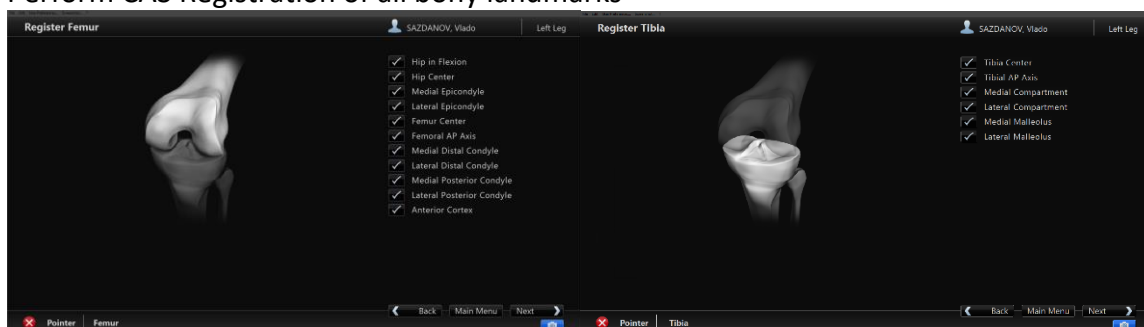 Perform CAS Registration of all bony landmarks
Register Femur
SAZDANOV, Vlado
Left Leg
Hip in Flexion
Hip Center
Medial Epicondyle
Lateral Epicondyle
Femur Center
Femoral AP Axis
Medial Distal Condyle
Lateral Distal Condyle
Medial Posterior Condyle
Lateral Posterior Condyle
Anterior Cortex
Back Main Menu Next
Pointer Femur
Register Tibia
SAZDANOV, Vlado
Left Leg
Tibia Center
Tibial AP Axis
Medial Compartment
Lateral Compartment
Medial Malleolus
Lateral Malleolus
Back Main Menu Next
Pointer Tibia